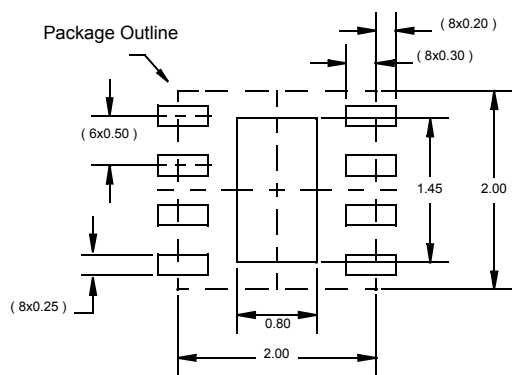 ( 8x0.20 )
Package Outline
( 8x0.30 )
( 6x0.50 )
1.45
2.00
( 8x0.25 )
0.80
2.00